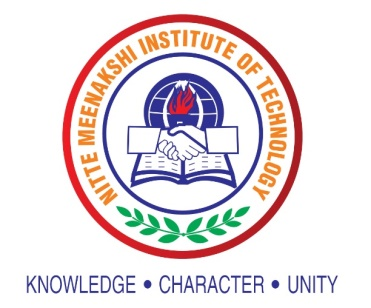 NITTE MEENAKSHI INSTITUTE OF TECHNOLOGY
KNOWLEDGE • CHARACTER • UNITY